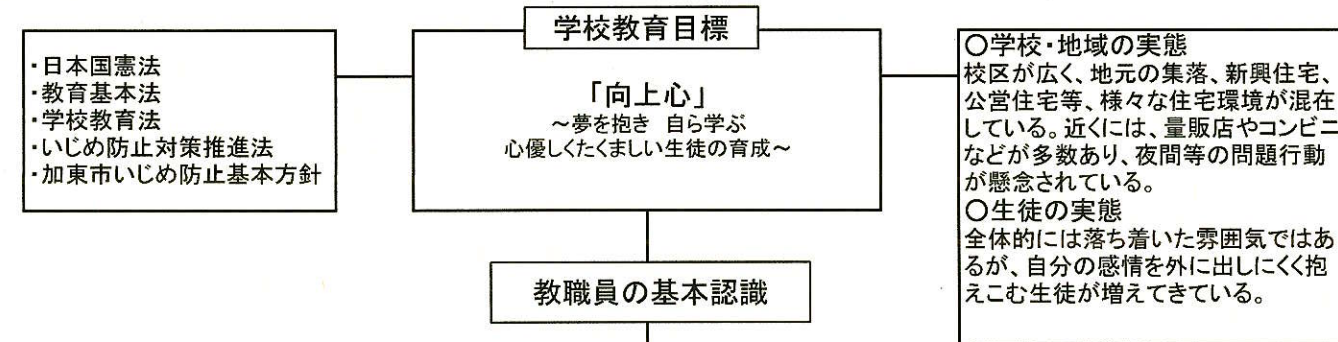 学校教育目標
・日本国憲法
・教育基本法
・学校教育法
・いじめ防止対策推進法
・加東市いじめ防止基本方針
「向上心」
～夢を抱き 自ら学ぶ
心優しくたくましい生徒の育成～
〇学校・地域の実態
校区が広く、地元の集落、新興住宅、
公営住宅等、様々な住宅環境が混在
している。近くには、量販店やコンビニ
などが多数あり、夜間等の問題行動
が懸念されている。
〇生徒の実態
全体的には落ち着いた雰囲気ではあ
るが、自分の感情を外に出しにくく抱
えこむ生徒が増えてきている。
教職員の基本認識